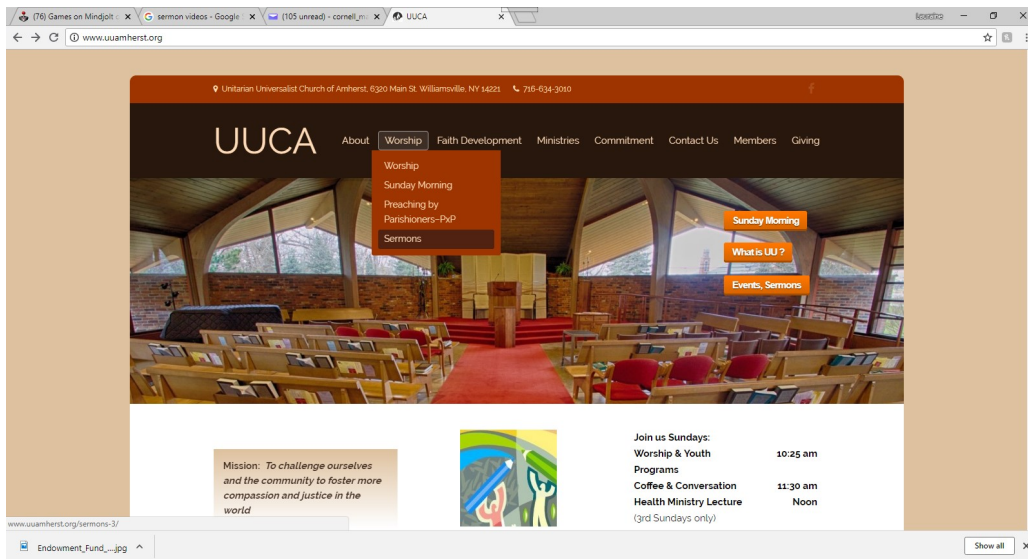 (76) Games on Mindjolt
sermon videos - Google
(105 unread) - cornell_m
UUCA
www.uuamherst.org
Unitarian Universalist Church of Amherst, 6320 Main St. Williamsville, NY 14221 716-634-3010
UUCA
About Worship Faith Development Ministries Commitment Contact Us Members Giving
Worship
Sunday Morning
Preaching by
Parishioners-PxP
Sermons
Sunday Morning
What is UU ?
Events, Sermons
Mission: To challenge ourselves
and the community to foster more
compassion and justice in the
world
Join us Sundays:
Worship & Youth 10:25 am
Programs
Coffee & Conversation 11:30 am
Health Ministry Lecture Noon
(3rd Sundays only)
www.uuamherst.org/sermons-3/
Endowment_Fund_....jpg
Show all